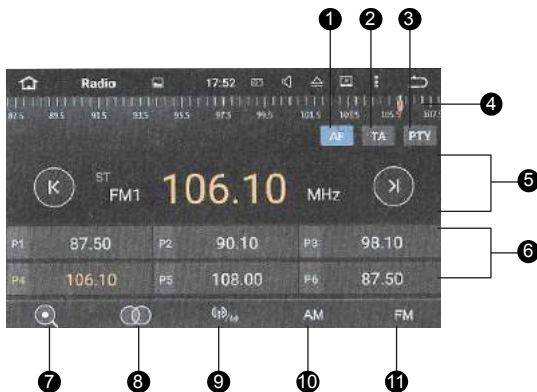 1 2 3
Radio 17:52
87.5 89.5 91.5 93.5 95.5 97.5 99.5 101.5 103.5 105.5 107.5
4
AF TA PTY
ST
FM1 106.10 MHz
5
P1 87.50 P2 90.10 P3 98.10
6
P4 106.10 P5 108.00 P6 87.50
AM FM
7 8 9 10 11